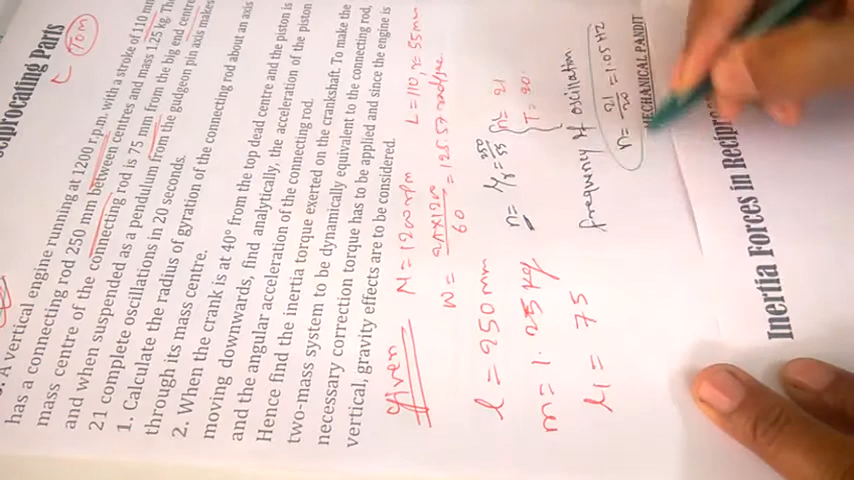 ciprocating Parts
10M
A vertical engine running at 1200 r.p.m. with a stroke of 110 mm
has a connecting rod 250 mm between centres and mass 1.25 kg. The
mass centre of the connecting rod is 75 mm from the big end centre
and when suspended as a pendulum from the gudgeon pin axis makes
21 complete oscillations in 20 seconds.
1. Calculate the radius of gyration of the connecting rod about an axis
through its mass centre.
2. When the crank is at 40° from the top dead centre and the piston is
moving downwards, find analytically, the acceleration of the piston
and the angular acceleration of the connecting rod.
Hence find the inertia torque exerted on the crankshaft. To make the
two-mass system to be dynamically equivalent to the connecting rod,
necessary correction torque has to be applied and since the engine is
vertical, gravity effects are to be considered.
Given N = 1200 rpm L = 110, r = 55 mm
W = 2π×120 / 60 = 125.57 rad/sec.
l = 250 mm n = l/r = 250/55
m = 1.25 kg n = 21
T = 20.
l1 = 75 frequency of oscillation
n = 21/20 = 1.05 Hz
MECHANICAL PANDIT
Inertia Forces in Recipro